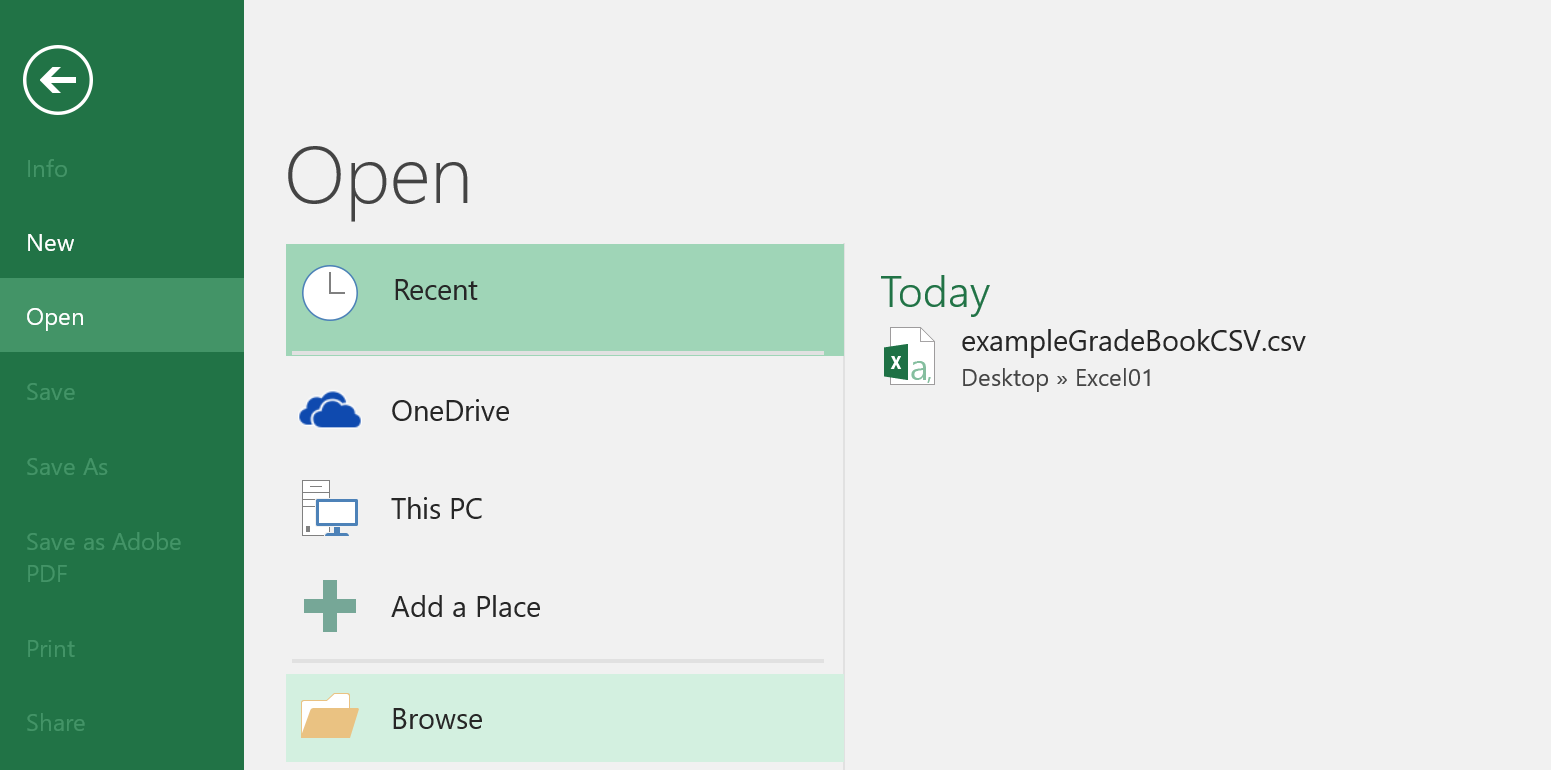 Info
New
Open
Save
Save As
Save as Adobe
PDF
Print
Share
Open
Recent
OneDrive
This PC
Add a Place
Browse
Today
exampleGradeBookCSV.csv
Desktop » Excel01